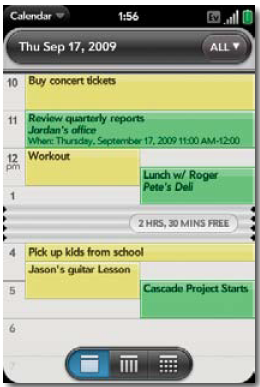 Calendar 1:56 Ev
Thu Sep 17, 2009 ALL
10 Buy concert tickets
11 Review quarterly reports
Jordan's office
When: Thursday, September 17, 2009 11:00 AM-12:00
12 Workout
pm
Lunch w/ Roger
Pete's Deli
1
2 HRS, 30 MINS FREE
4 Pick up kids from school
Jason's guitar Lesson
5 Cascade Project Starts
6